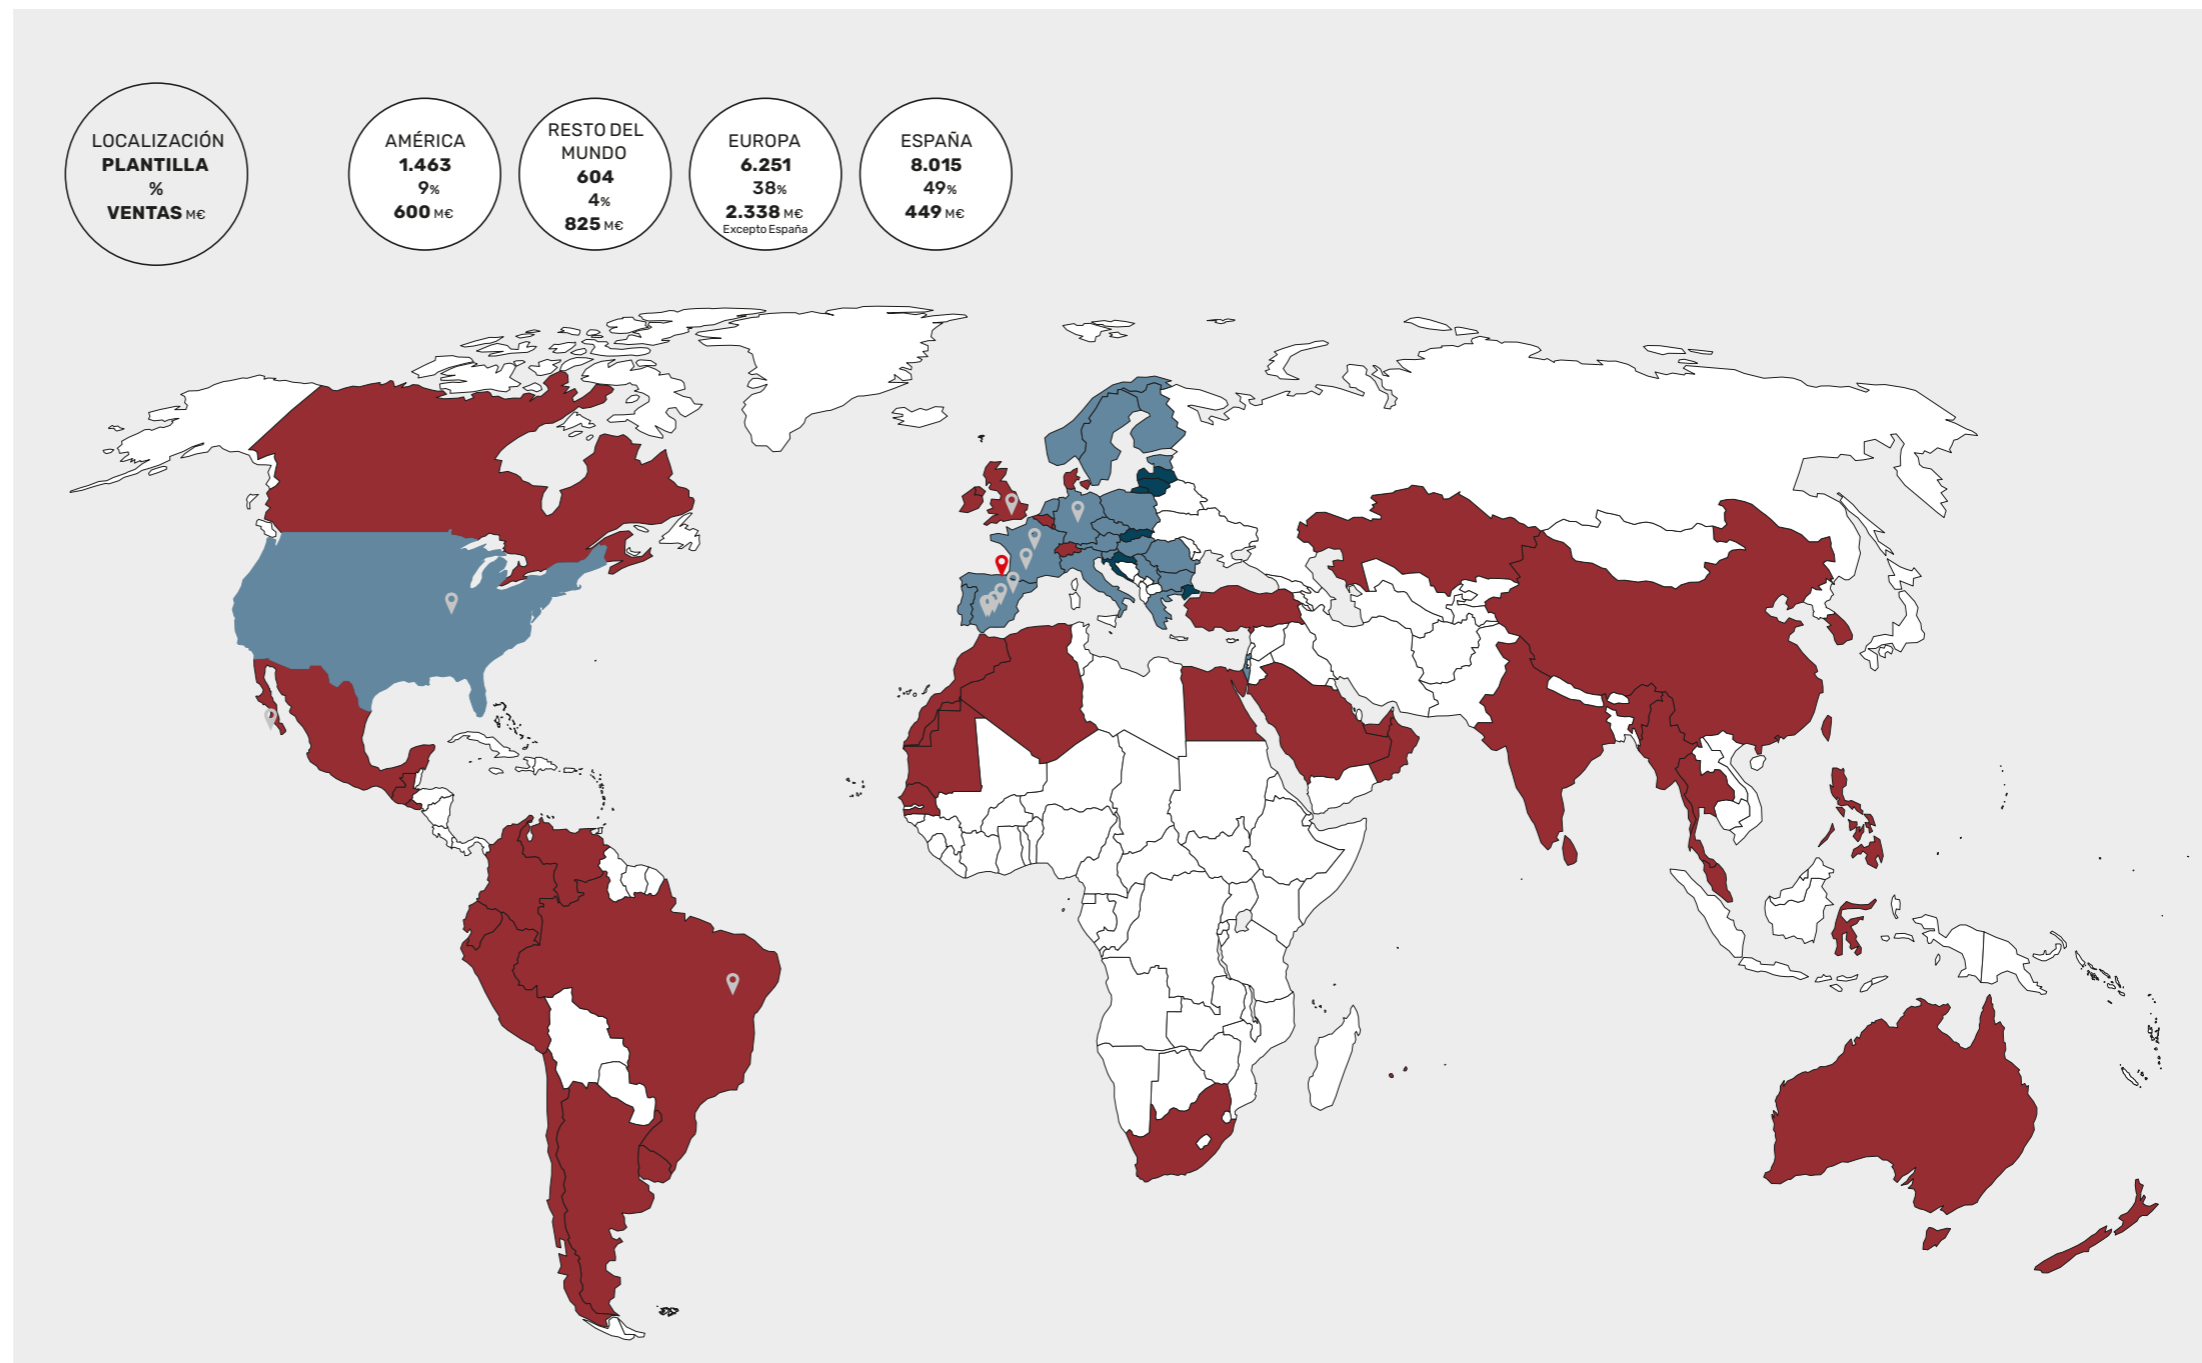 LOCALIZACIÓN
PLANTILLA
%
VENTAS M€
AMÉRICA
1.463
9%
600 M€
RESTO DEL
MUNDO
604
4%
825 M€
EUROPA
6.251
38%
2.338 M€
Excepto España
ESPAÑA
8.015
49%
449 M€